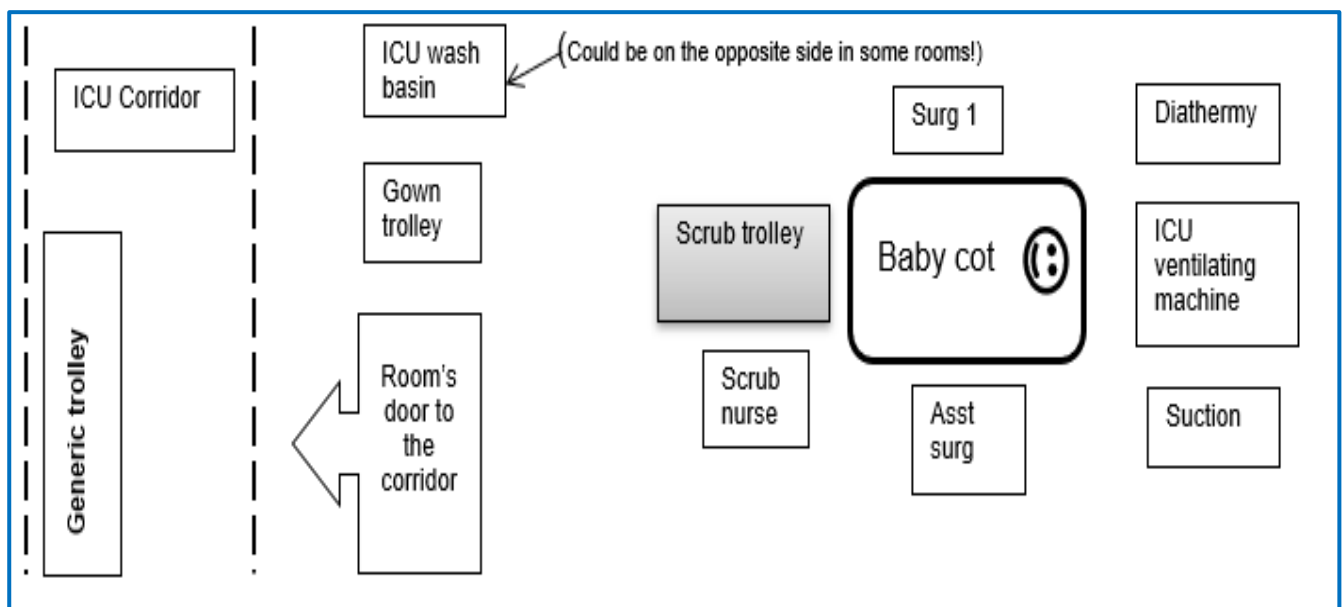 ICU Corridor
Generic trolley
ICU wash
basin
(Could be on the opposite side in some rooms!)
Gown
trolley
Room's
door to
the
corridor
Scrub trolley
Scrub
nurse
Surg 1
Baby cot
Asst
surg
Diathermy
ICU
ventilating
machine
Suction